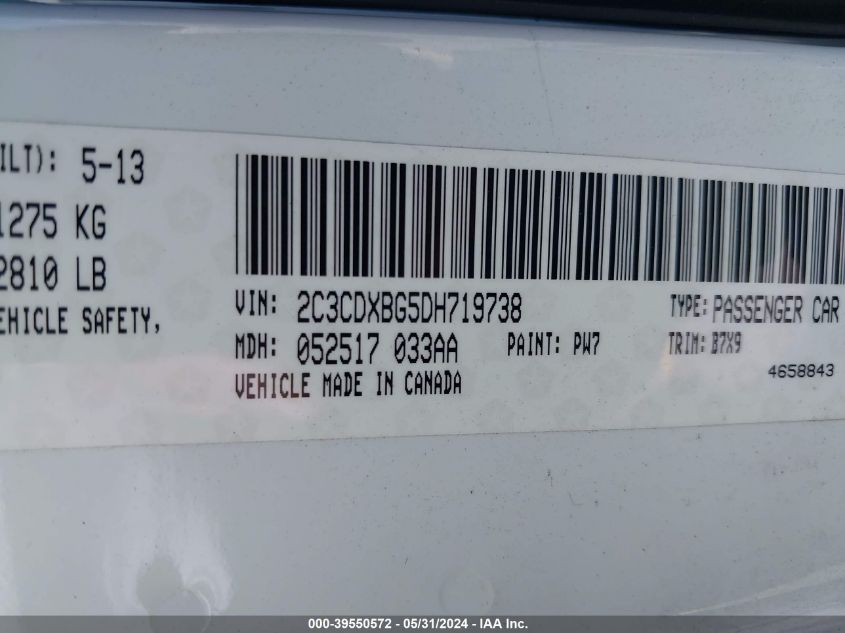 ILT): 5-13
1275 KG
2810 LB
EHICLE SAFETY,
VIN: 2C3CDXBG5DH719738 TYPE: PASSENGER CAR
MDH: 052517 033AA PAINT: PW7 TRIM: B7X9
VEHICLE MADE IN CANADA 4658843
000-39550572 - 05/31/2024 - IAA Inc.